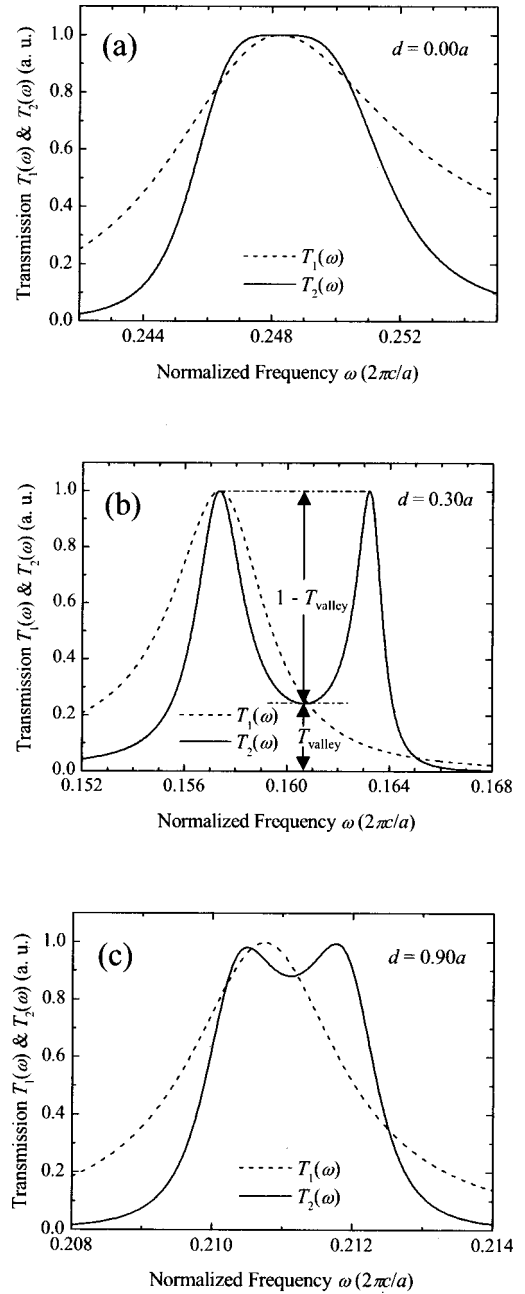 (a)
d = 0.00a
Transmission T₁(ω) & T₂(ω) (a. u.)
1.0
0.8
0.6
0.4
0.2
0.0
T₁(ω)
T₂(ω)
0.244 0.248 0.252
Normalized Frequency ω (2πc/a)
(b)
d = 0.30a
Transmission T₁(ω) & T₂(ω) (a. u.)
1.0
0.8
0.6
0.4
0.2
0.0
1 - Tvalley
T₁(ω)
T₂(ω)
Tvalley
0.152 0.156 0.160 0.164 0.168
Normalized Frequency ω (2πc/a)
(c)
d = 0.90a
Transmission T₁(ω) & T₂(ω) (a. u.)
1.0
0.8
0.6
0.4
0.2
0.0
T₁(ω)
T₂(ω)
0.208 0.210 0.212 0.214
Normalized Frequency ω (2πc/a)